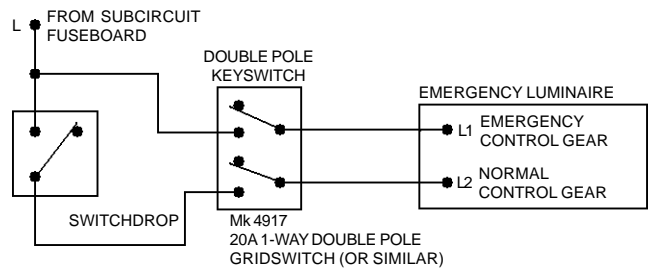 L FROM SUBCIRCUIT
FUSEBOARD
DOUBLE POLE
KEYSWITCH
EMERGENCY LUMINAIRE
L1 EMERGENCY
CONTROL GEAR
L2 NORMAL
CONTROL GEAR
SWITCHDROP
Mk 4917
20A 1-WAY DOUBLE POLE
GRIDSWITCH (OR SIMILAR)